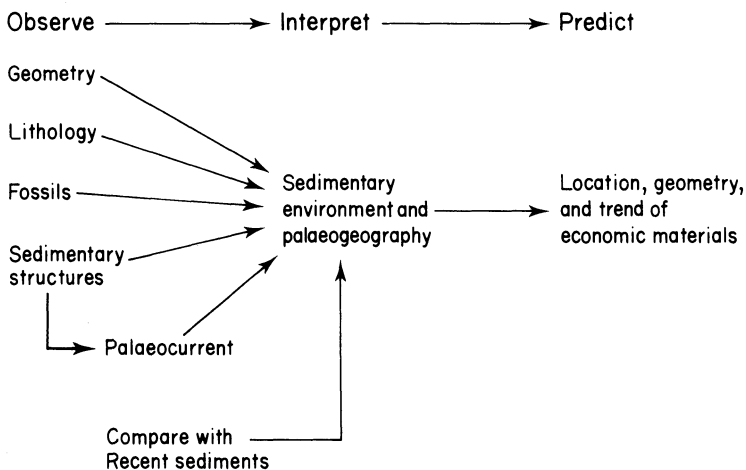 Observe
Interpret
Predict
Geometry
Lithology
Fossils
Sedimentary
structures
Palaeocurrent
Sedimentary
environment and
palaeogeography
Location, geometry,
and trend of
economic materials
Compare with
Recent sediments